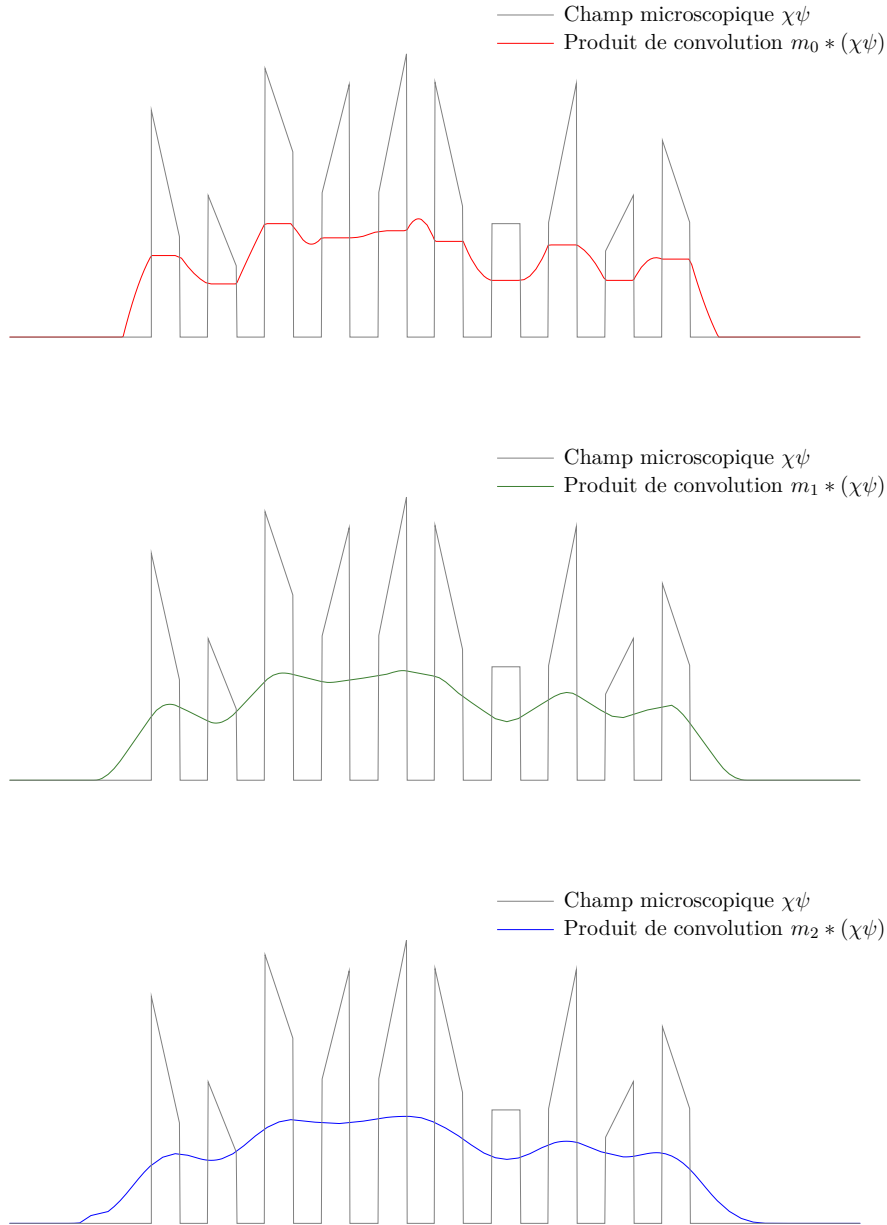 Champ microscopique χψ
Produit de convolution m₀ ∗ (χψ)
Champ microscopique χψ
Produit de convolution m₁ ∗ (χψ)
Champ microscopique χψ
Produit de convolution m₂ ∗ (χψ)